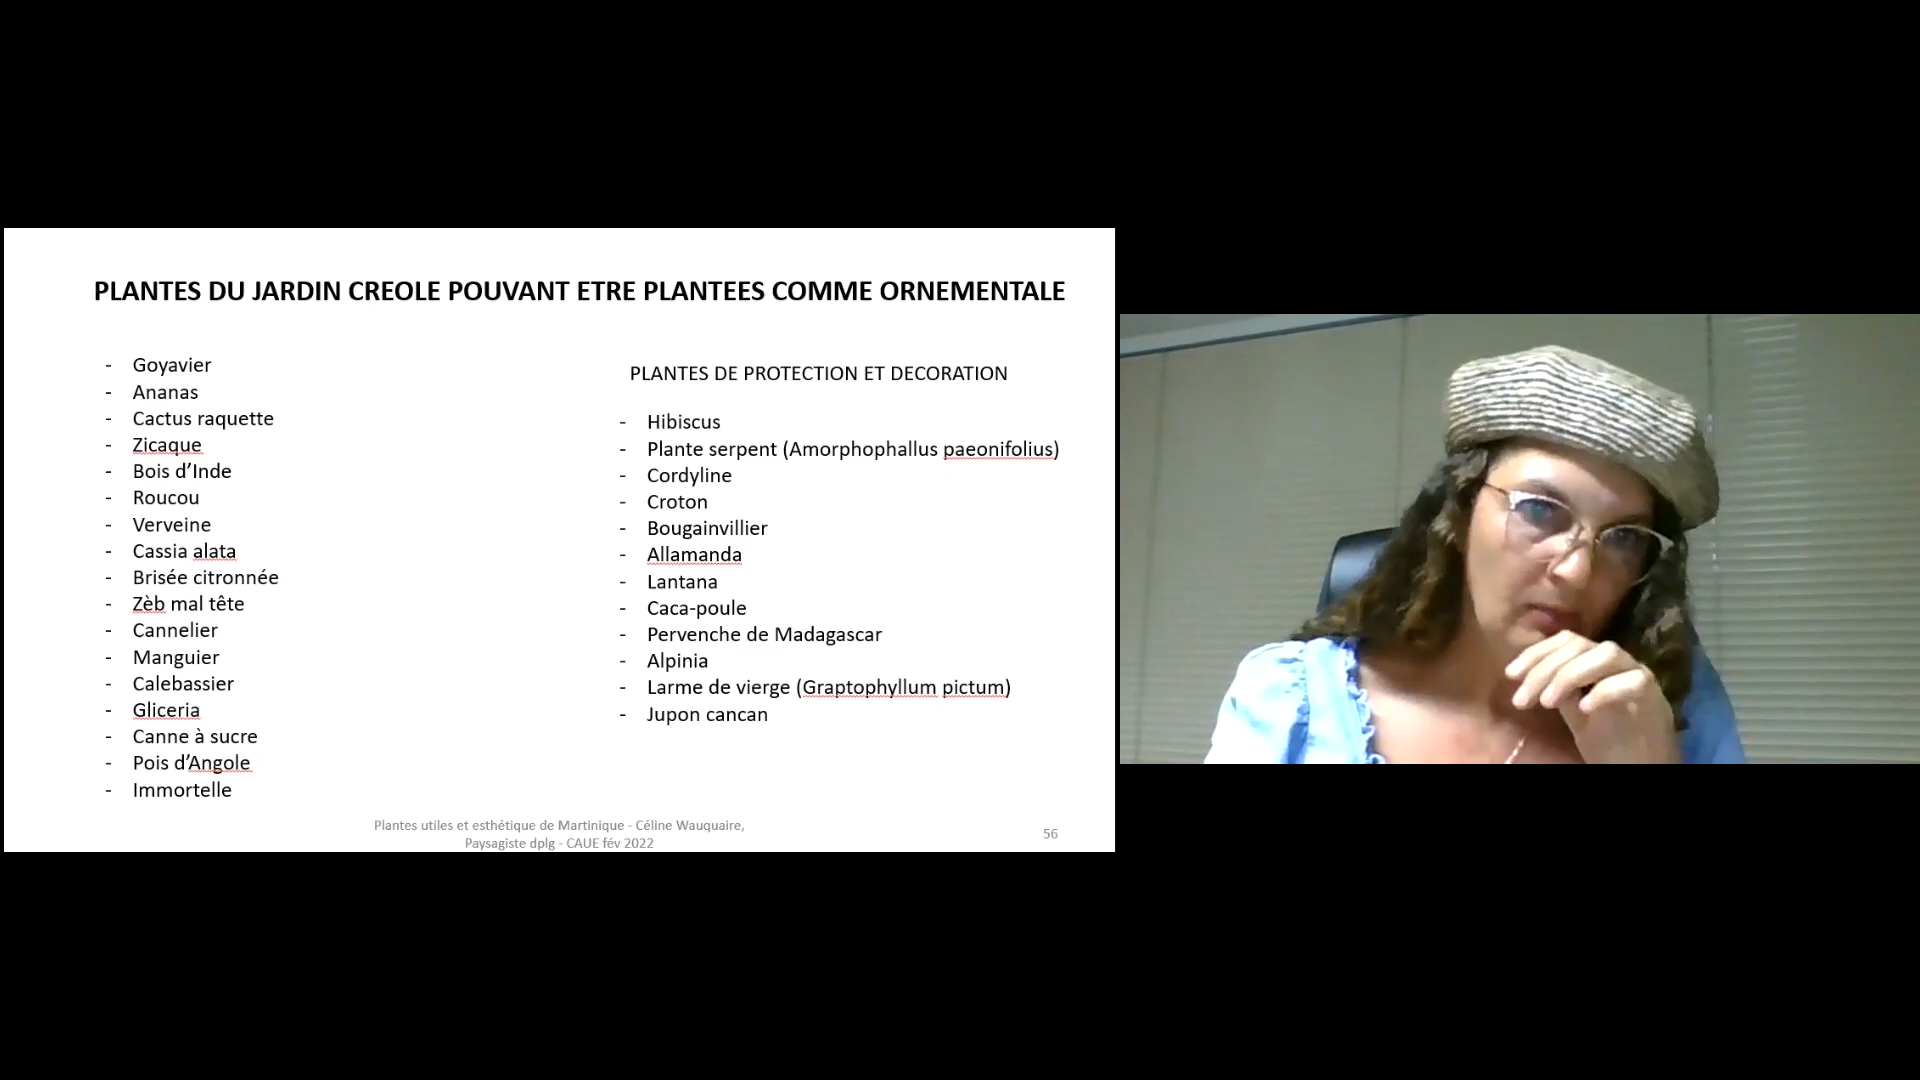 PLANTES DU JARDIN CREOLE POUVANT ETRE PLANTEES COMME ORNEMENTALE
- Goyavier
- Ananas
- Cactus raquette
- Zicaque
- Bois d’Inde
- Roucou
- Verveine
- Cassia alata
- Brisée citronnée
- Zèb mal tête
- Cannelier
- Manguier
- Calebassier
- Gliceria
- Canne à sucre
- Pois d’Angole
- Immortelle
PLANTES DE PROTECTION ET DECORATION
- Hibiscus
- Plante serpent (Amorphophallus paeonifolius)
- Cordyline
- Croton
- Bougainvillier
- Allamanda
- Lantana
- Caca-poule
- Pervenche de Madagascar
- Alpinia
- Larme de vierge (Graptophyllum pictum)
- Jupon cancan
Plantes utiles et esthétique de Martinique - Céline Wauquaire,
Paysagiste dplg - CAUE fév 2022
56